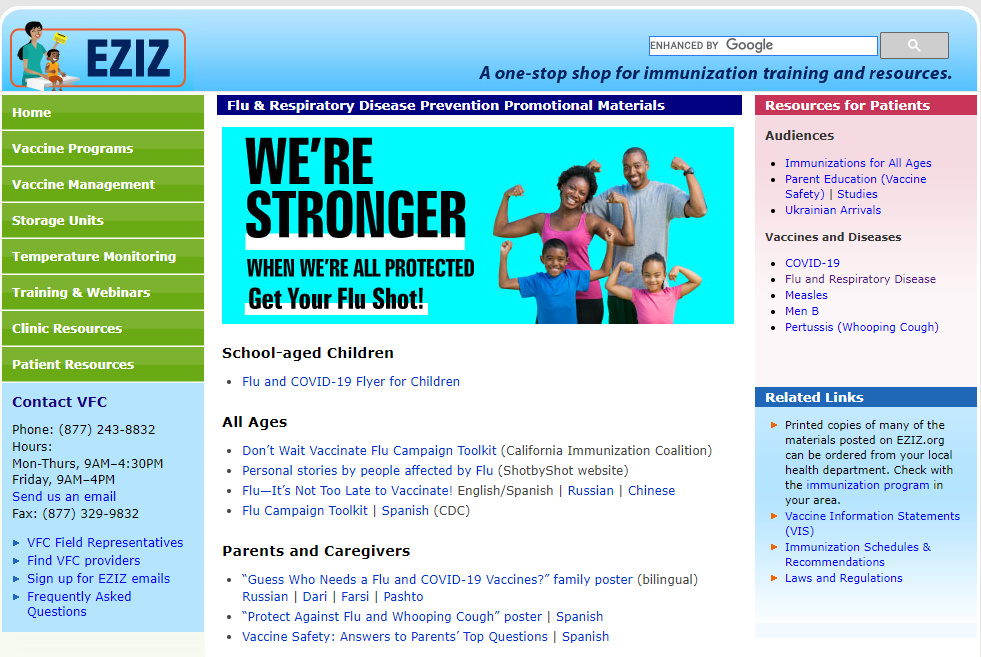 EZIZ
ENHANCED BY Google
A one-stop shop for immunization training and resources.
Home
Vaccine Programs
Vaccine Management
Storage Units
Temperature Monitoring
Training & Webinars
Clinic Resources
Patient Resources
Contact VFC
Phone: (877) 243-8832
Hours:
Mon-Thurs, 9AM–4:30PM
Friday, 9AM–4PM
Send us an email
Fax: (877) 329-9832
VFC Field Representatives
Find VFC providers
Sign up for EZIZ emails
Frequently Asked
Questions
Flu & Respiratory Disease Prevention Promotional Materials
WE'RE
STRONGER
WHEN WE'RE ALL PROTECTED
Get Your Flu Shot!
School-aged Children
Flu and COVID-19 Flyer for Children
All Ages
Don't Wait Vaccinate Flu Campaign Toolkit (California Immunization Coalition)
Personal stories by people affected by Flu (ShotbyShot website)
Flu—It's Not Too Late to Vaccinate! English/Spanish | Russian | Chinese
Flu Campaign Toolkit | Spanish (CDC)
Parents and Caregivers
“Guess Who Needs a Flu and COVID-19 Vaccines?” family poster (bilingual)
Russian | Dari | Farsi | Pashto
“Protect Against Flu and Whooping Cough” poster | Spanish
Vaccine Safety: Answers to Parents’ Top Questions | Spanish
Resources for Patients
Audiences
Immunizations for All Ages
Parent Education (Vaccine
Safety) | Studies
Ukrainian Arrivals
Vaccines and Diseases
COVID-19
Flu and Respiratory Disease
Measles
Men B
Pertussis (Whooping Cough)
Related Links
Printed copies of many of the
materials posted on EZIZ.org
can be ordered from your local
health department. Check with
the immunization program in
your area.
Vaccine Information Statements
(VIS)
Immunization Schedules &
Recommendations
Laws and Regulations